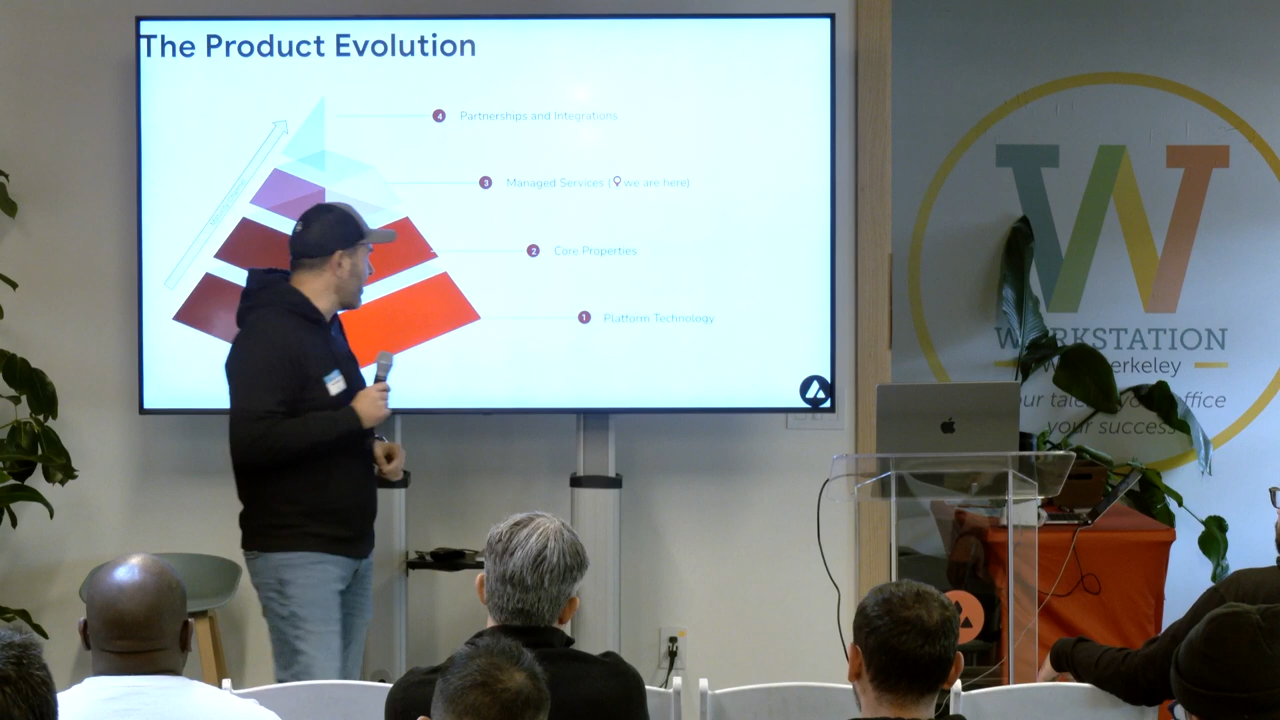 The Product Evolution
4 Partnerships and Integrations
3 Managed Services ( we are here)
2 Core Properties
1 Platform Technology
W
WORKSTATION
erkeley
your success